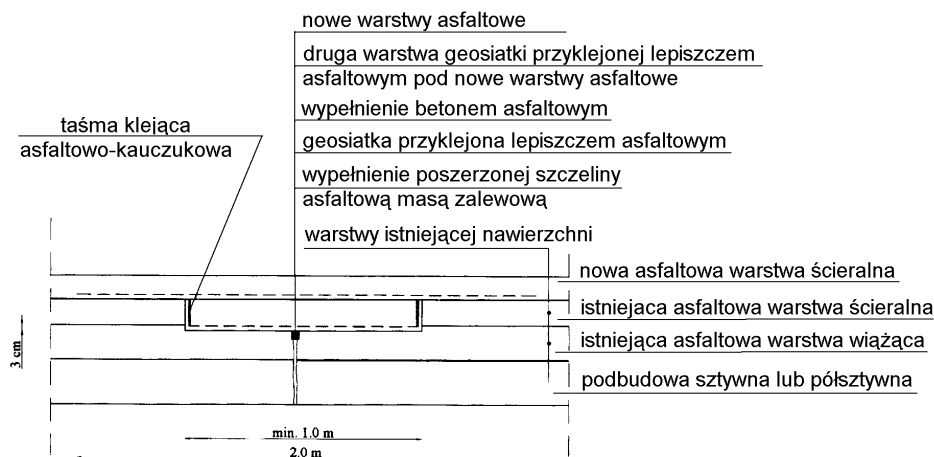 nowe warstwy asfaltowe
druga warstwa geosiatki przyklejonej lepiszczem
asfaltowym pod nowe warstwy asfaltowe
wypełnienie betonem asfaltowym
taśma klejąca
asfaltowo-kauczukowa
geosiatka przyklejona lepiszczem asfaltowym
wypełnienie poszerzonej szczeliny
asfaltową masą zalewową
warstwy istniejącej nawierzchni
nowa asfaltowa warstwa ścieralna
istniejaca asfaltowa warstwa ścieralna
istniejąca asfaltowa warstwa wiążąca
podbudowa sztywna lub półsztywna
3 cm
min. 1.0 m
2.0 m